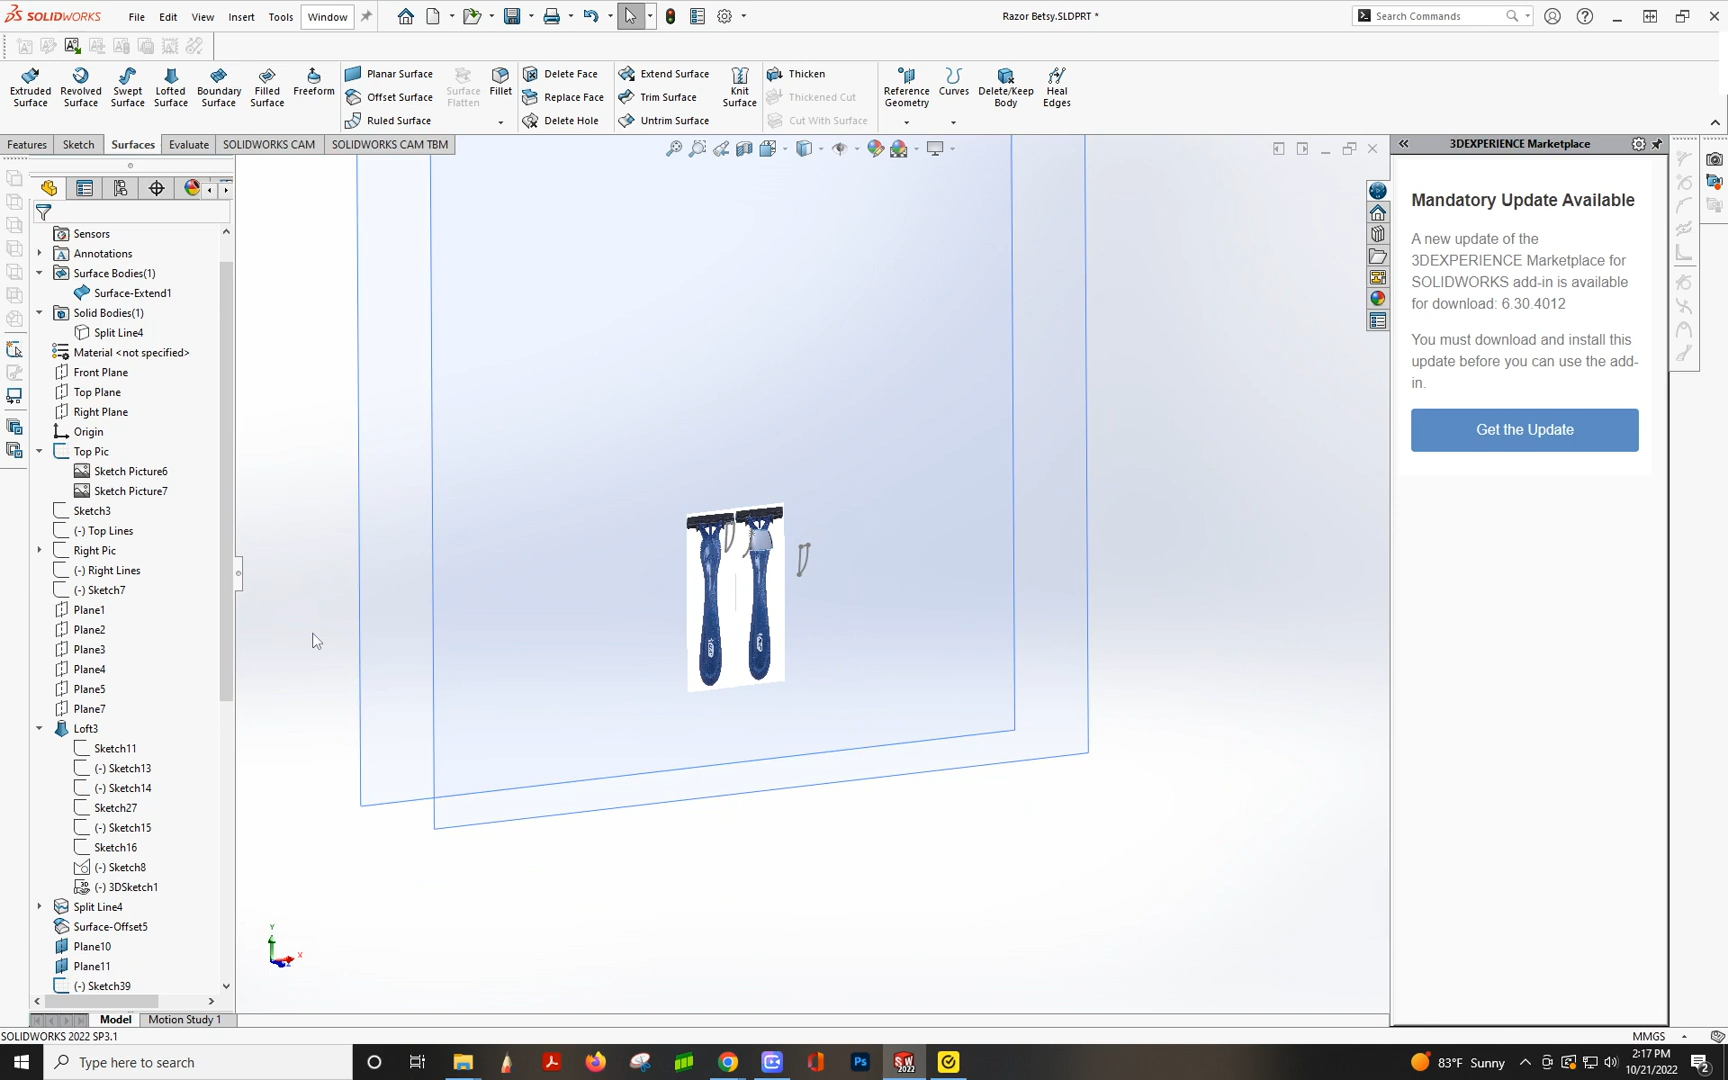 SOLIDWORKS File Edit View Insert Tools Window Razor Betsy.SLDPRT * Search Commands
Extruded Surface
Revolved Surface
Swept Surface
Lofted Surface
Boundary Surface
Filled Surface
Freeform
Planar Surface
Offset Surface
Ruled Surface
Surface Flatten
Fillet
Delete Face
Replace Face
Delete Hole
Extend Surface
Trim Surface
Untrim Surface
Knit Surface
Thicken
Thickened Cut
Cut With Surface
Reference Geometry
Curves
Delete/Keep Body
Heal Edges
Features Sketch Surfaces Evaluate SOLIDWORKS CAM SOLIDWORKS CAM TBM
Sensors
Annotations
Surface Bodies(1)
Surface-Extend1
Solid Bodies(1)
Split Line4
Material <not specified>
Front Plane
Top Plane
Right Plane
Origin
Top Pic
Sketch Picture6
Sketch Picture7
Sketch3
(-) Top Lines
Right Pic
(-) Right Lines
(-) Sketch7
Plane1
Plane2
Plane3
Plane4
Plane5
Plane7
Loft3
Sketch11
(-) Sketch13
(-) Sketch14
Sketch27
(-) Sketch15
Sketch16
(-) Sketch8
(-) 3DSketch1
Split Line4
Surface-Offset5
Plane10
Plane11
(-) Sketch39
Y
X
Z
3DEXPERIENCE Marketplace
Mandatory Update Available
A new update of the
3DEXPERIENCE Marketplace for
SOLIDWORKS add-in is available
for download: 6.30.4012
You must download and install this
update before you can use the add-
in.
Get the Update
Model Motion Study 1
SOLIDWORKS 2022 SP3.1 MMGS
Type here to search
83°F Sunny
2:17 PM
10/21/2022